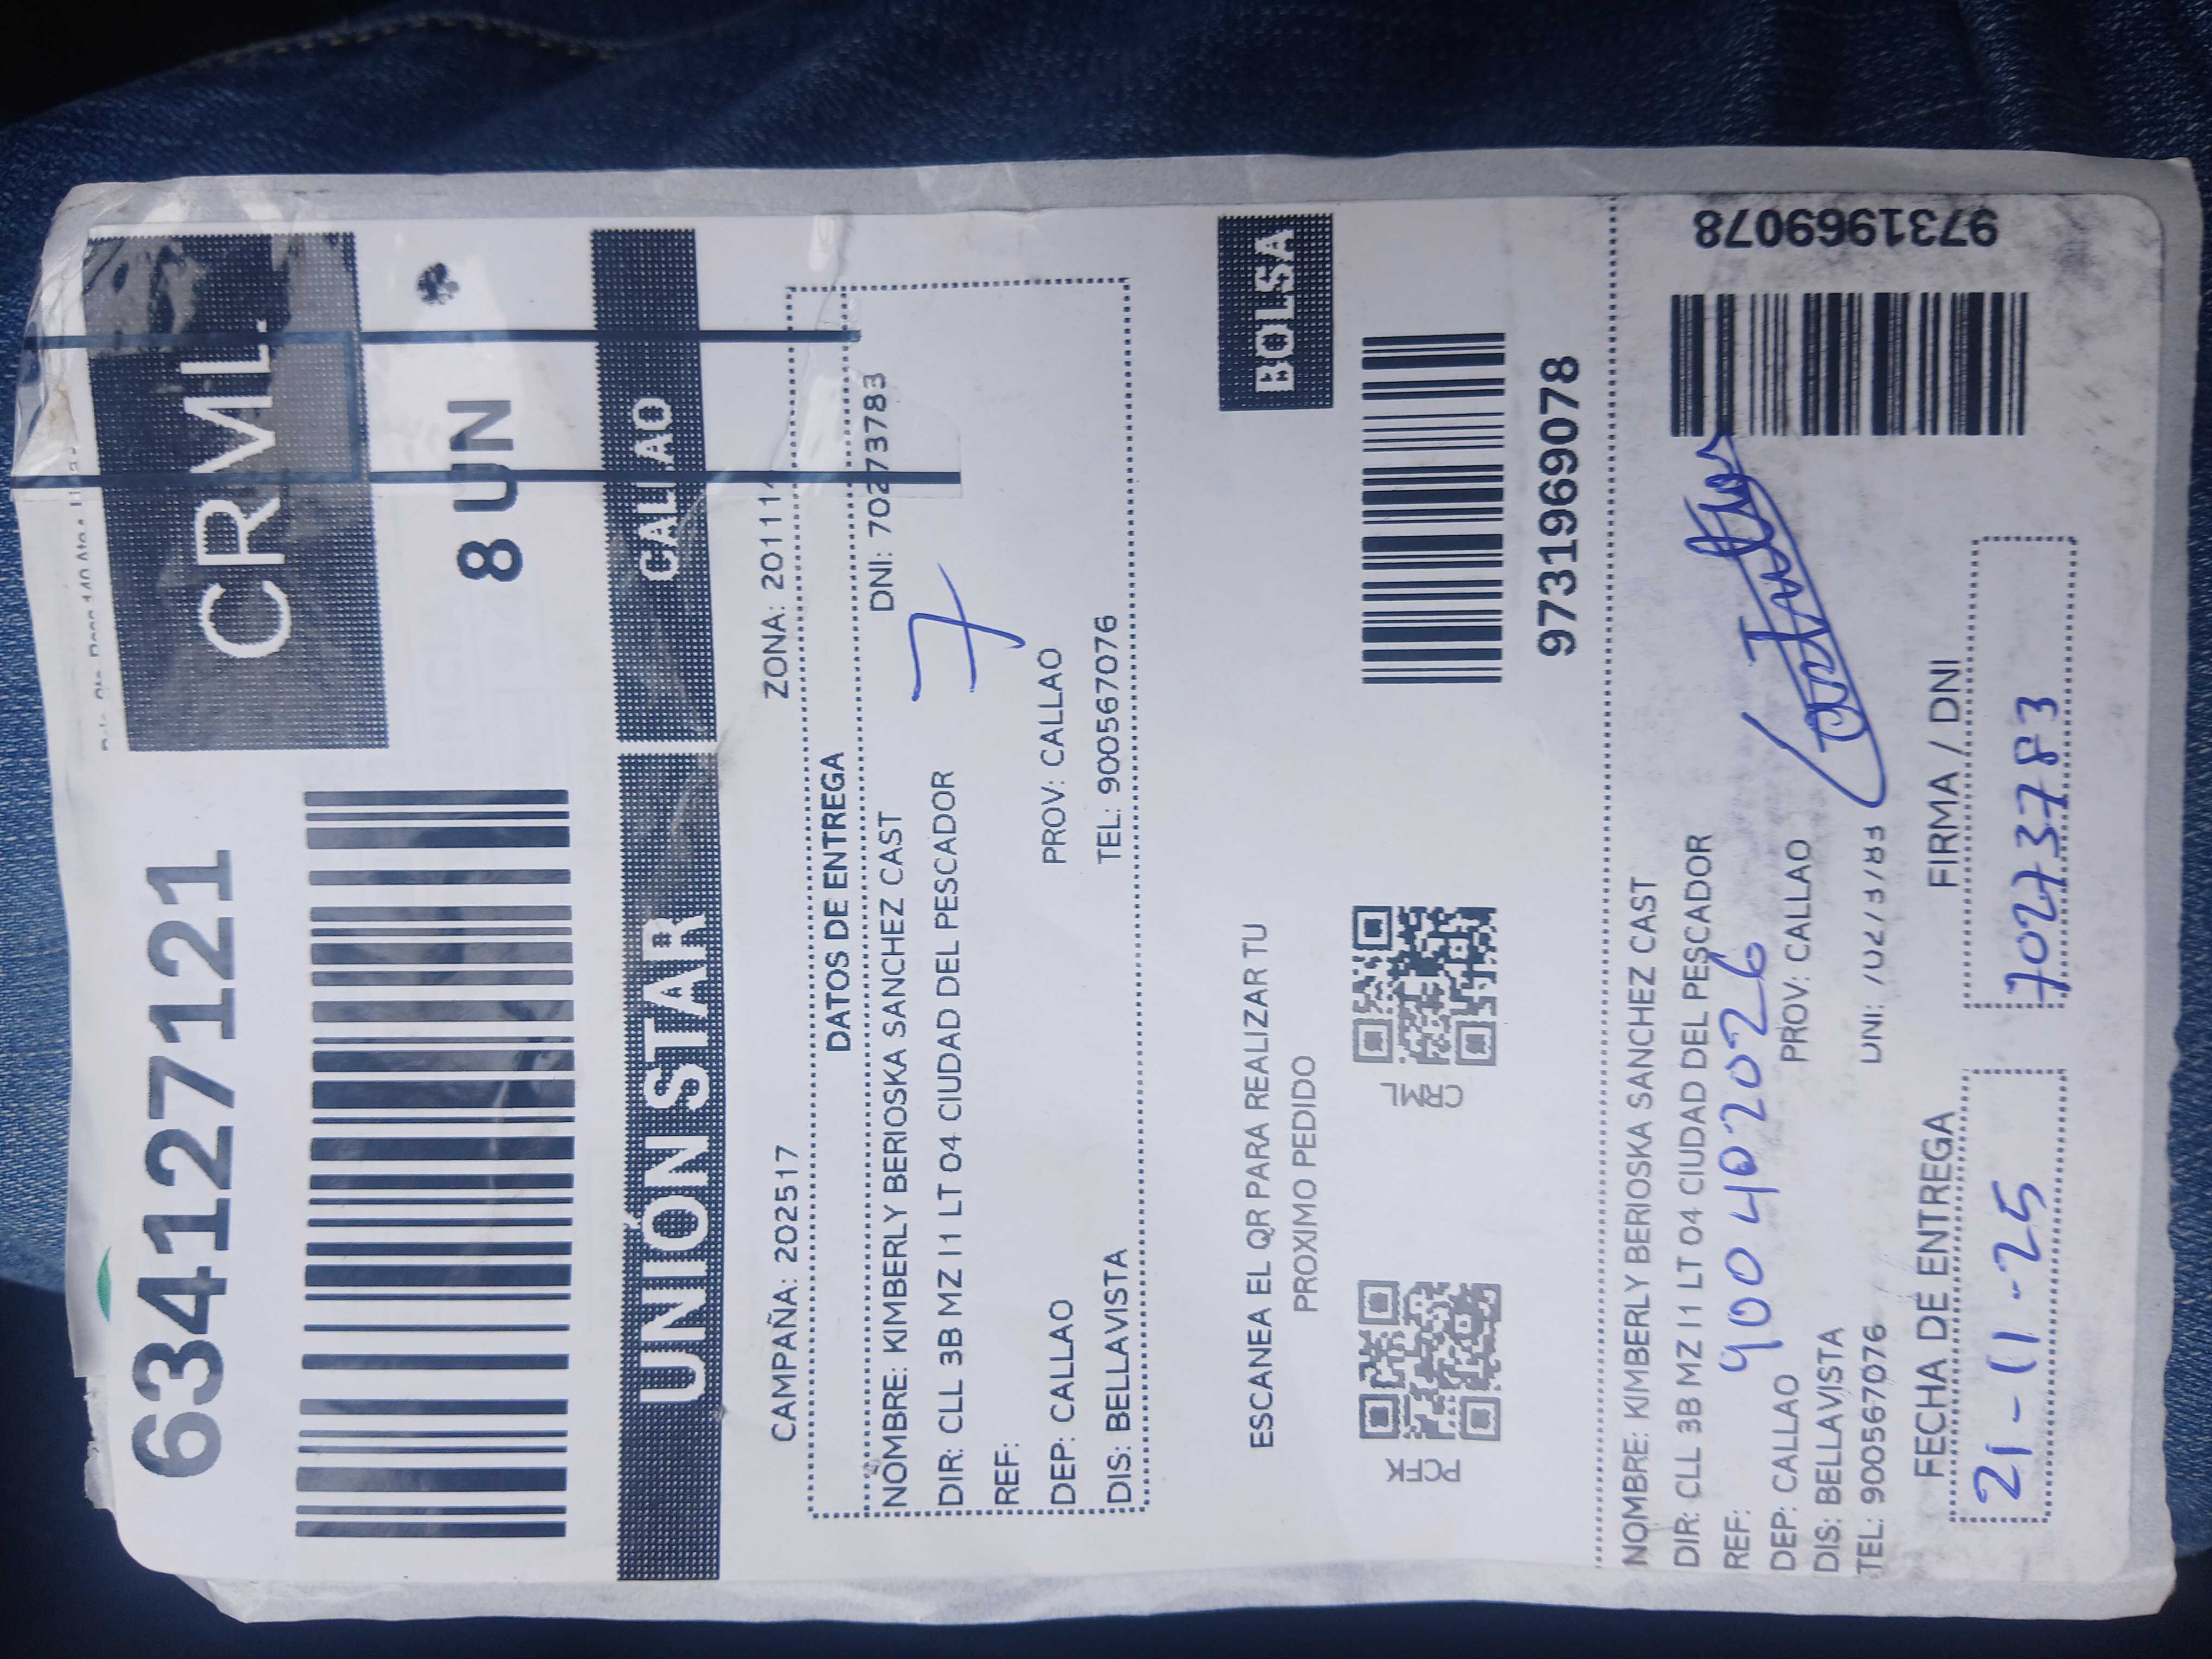 CRML
634127121
8 UN
UNIÓN STAR
CALLAO
CAMPAÑA: 202517
ZONA: 20111
DATOS DE ENTREGA
NOMBRE: KIMBERLY BERIOSKA SANCHEZ CAST
DNI: 70273783
DIR: CLL 3B MZ I1 LT 04 CIUDAD DEL PESCADOR
7
REF:
DEP: CALLAO
PROV: CALLAO
DIS: BELLAVISTA
TEL: 900567076
ESCANEA EL QR PARA REALIZAR TU
PROXIMO PEDIDO
BOLSA
PCFK
CRML
9731969078
NOMBRE: KIMBERLY BERIOSKA SANCHEZ CAST
DIR: CLL 3B MZ I1 LT 04 CIUDAD DEL PESCADOR
REF:
900402026
DEP: CALLAO
PROV: CALLAO
DIS: BELLAVISTA
TEL: 900567076
9731969078
FECHA DE ENTREGA
FIRMA / DNI
21-11-25
70273783